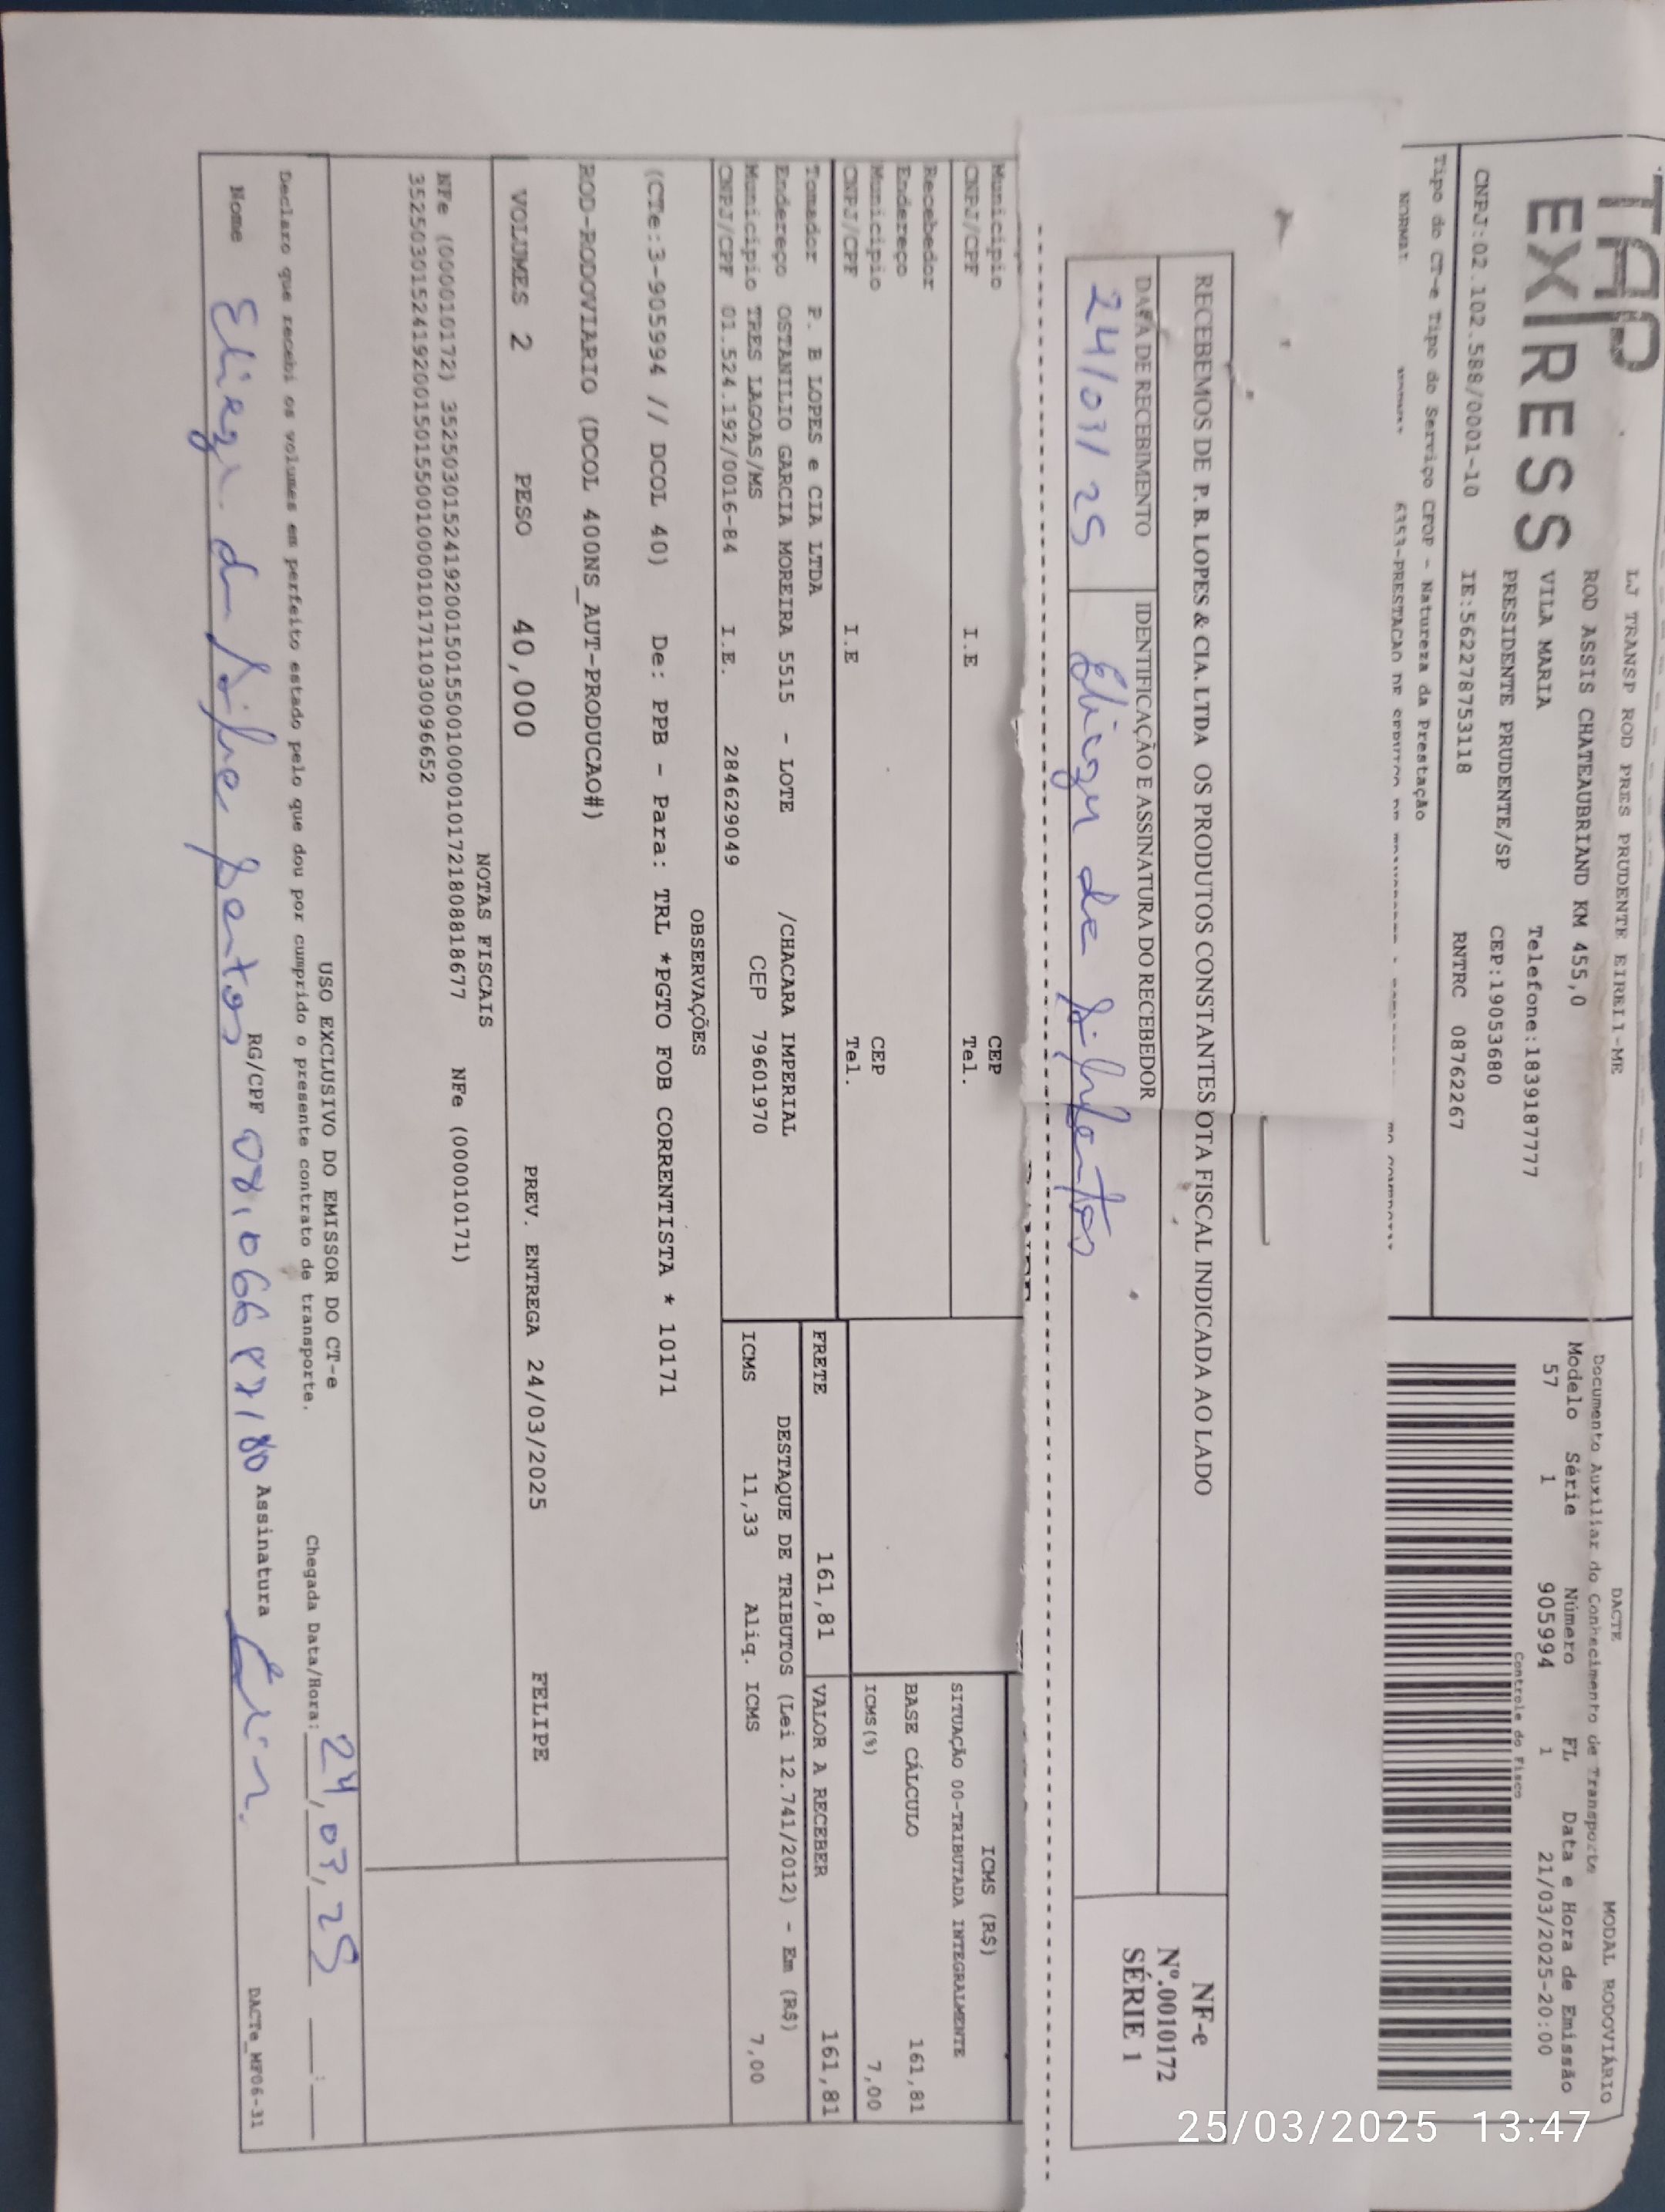 TAP
EXPRESS
LJ TRANSP ROD PRES PRUDENTE EIRELI-ME
ROD ASSIS CHATEAUBRIAND KM 455,0
VILA MARIA Telefone:1839187777
PRESIDENTE PRUDENTE/SP CEP:19053680
CNPJ:02.102.588/0001-10 IE:562278753118 RNTRC 08762267
Tipo do CT-e Tipo do Serviço CFOP - Natureza da Prestação
NORMAL 6353-PRESTACAO DE
DACTE MODAL RODOVIÁRIO
Documento Auxiliar do Conhecimento de Transporte
Modelo Série Número FL Data e Hora de Emissão
57 1 905994 1 21/03/2025-20:00
Controle do Fisco
RECEBEMOS DE P. B. LOPES & CIA. LTDA OS PRODUTOS CONSTANTES OTA FISCAL INDICADA AO LADO
DATA DE RECEBIMENTO IDENTIFICAÇÃO E ASSINATURA DO RECEBEDOR
24/03/25
NF-e
Nº.0010172
SÉRIE 1
Município CEP
CNPJ/CPF I.E Tel.
Recebedor
Endereço
Município CEP
CNPJ/CPF I.E Tel.
ICMS (R$)
SITUAÇÃO 00-TRIBUTADA INTEGRALMENTE
BASE CÁLCULO 161,81
ICMS(%) 7,00
Tomador P. B LOPES e CIA LTDA
Endereço OSTANILIO GARCIA MOREIRA 5515 - LOTE /CHACARA IMPERIAL
Município TRES LAGOAS/MS CEP 79601970
CNPJ/CPF 01.524.192/0016-84 I.E. 284629049
FRETE 161,81 VALOR A RECEBER 161,81
DESTAQUE DE TRIBUTOS (Lei 12.741/2012) - Em (R$)
ICMS 11,33 Aliq. ICMS 7,00
OBSERVAÇÕES
(CTe:3-905994 // DCOL 40) De: PPB - Para: TRL *PGTO FOB CORRENTISTA * 10171
ROD-RODOVIARIO (DCOL 400NS_AUT-PRODUCAO#)
VOLUMES 2 PESO 40,000 PREV. ENTREGA 24/03/2025 FELIPE
NOTAS FISCAIS
NFe (000010172) 35250301524192001501550010000101721808818677 NFe (000010171)
35250301524192001501550010000101711030096652
USO EXCLUSIVO DO EMISSOR DO CT-e
Declaro que recebi os volumes em perfeito estado pelo que dou por cumprido o presente contrato de transporte. Chegada Data/Hora: 24/03/25
Nome RG/CPF Assinatura
DACTe_MF06-31
25/03/2025 13:47